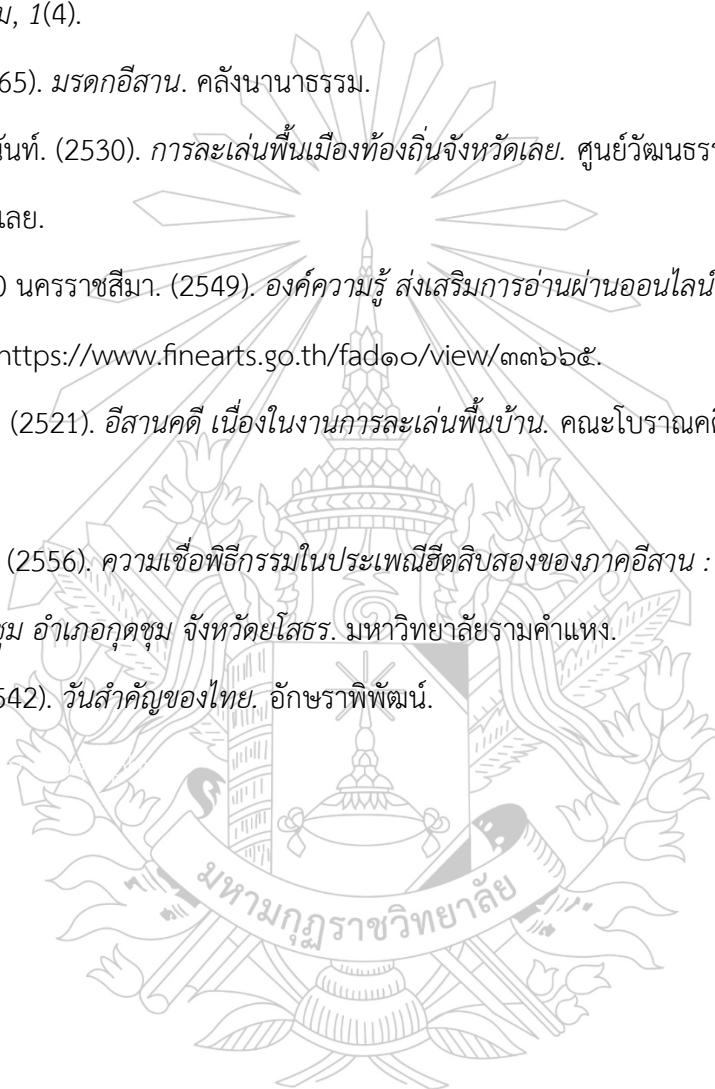 ม, 1(4).
65). มรดกอีสาน. คลังนานาธรรม.
นันท์. (2530). การละเล่นพื้นเมืองท้องถิ่นจังหวัดเลย. ศูนย์วัฒนธร
เลย.
0 นครราชสีมา. (2549). องค์ความรู้ ส่งเสริมการอ่านผ่านออนไลน์
https://www.finearts.go.th/fad๑๐/view/๓๓๖๖๕.
(2521). อีสานคดี เนื่องในงานการละเล่นพื้นบ้าน. คณะโบราณคดี
(2556). ความเชื่อพิธีกรรมในประเพณีฮีตสิบสองของภาคอีสาน :
ชุม อำเภอกุดชุม จังหวัดยโสธร. มหาวิทยาลัยรามคำแหง.
542). วันสำคัญของไทย. อักษราพิพัฒน์.
มหามกุฏราชวิทยาลัย